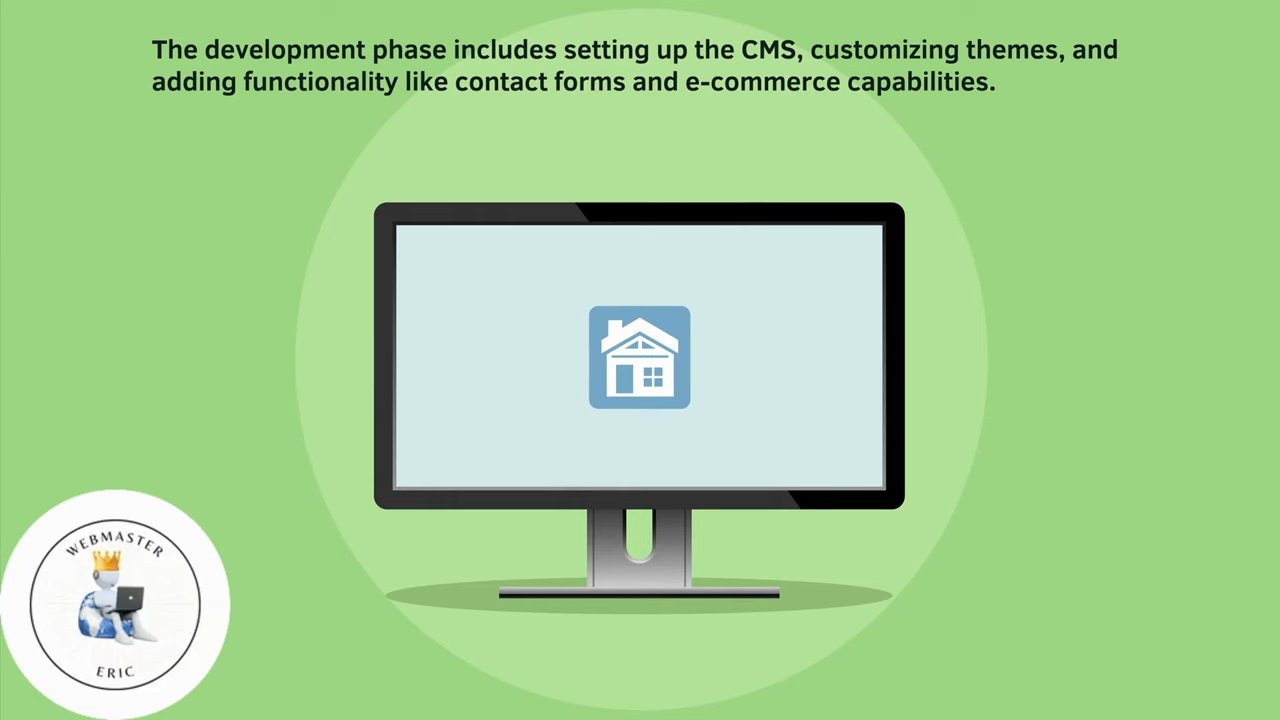 The development phase includes setting up the CMS, customizing themes, and
adding functionality like contact forms and e-commerce capabilities.
WEBMASTER
ERIC